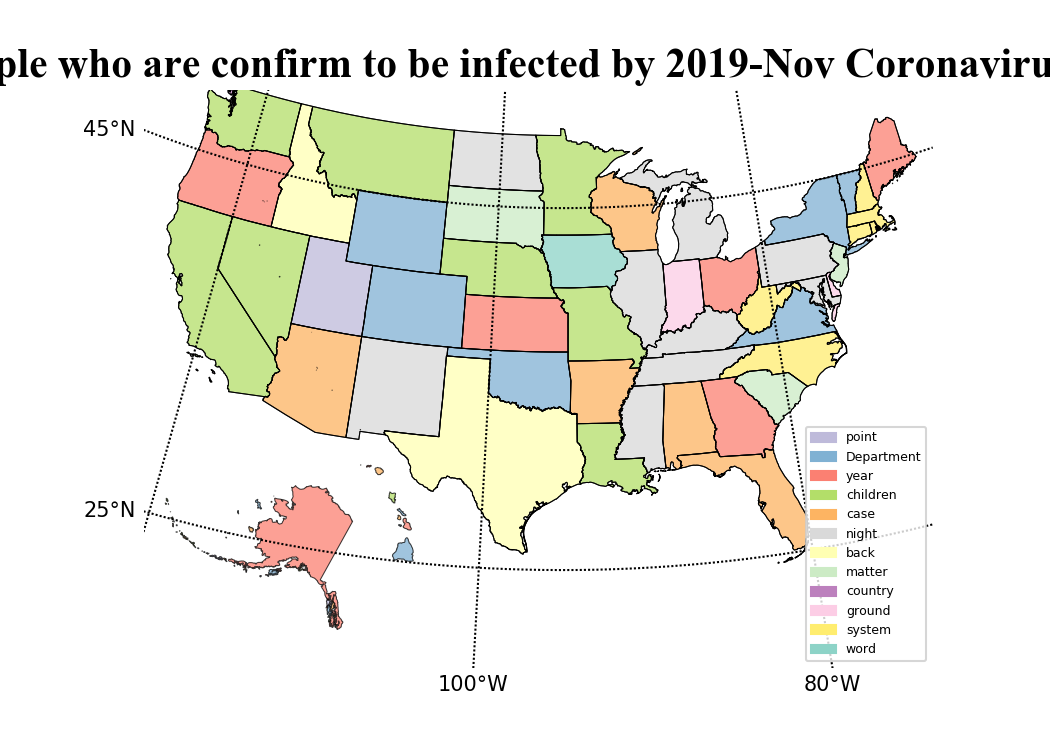 ple who are confirm to be infected by 2019-Nov Coronaviru
45°N
25°N
100°W
80°W
point
Department
year
children
case
night
back
matter
country
ground
system
word